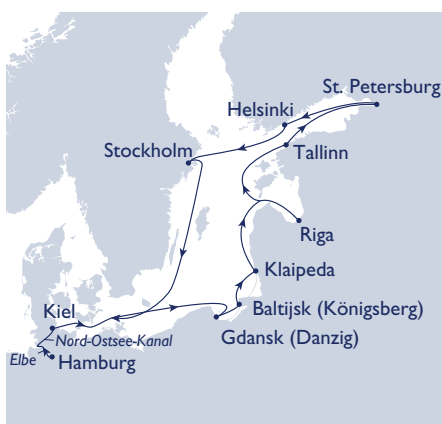 St. Petersburg
Helsinki
Stockholm
Tallinn
Riga
Klaipeda
Baltijsk (Königsberg)
Kiel
Gdansk (Danzig)
Nord-Ostsee-Kanal
Elbe
Hamburg